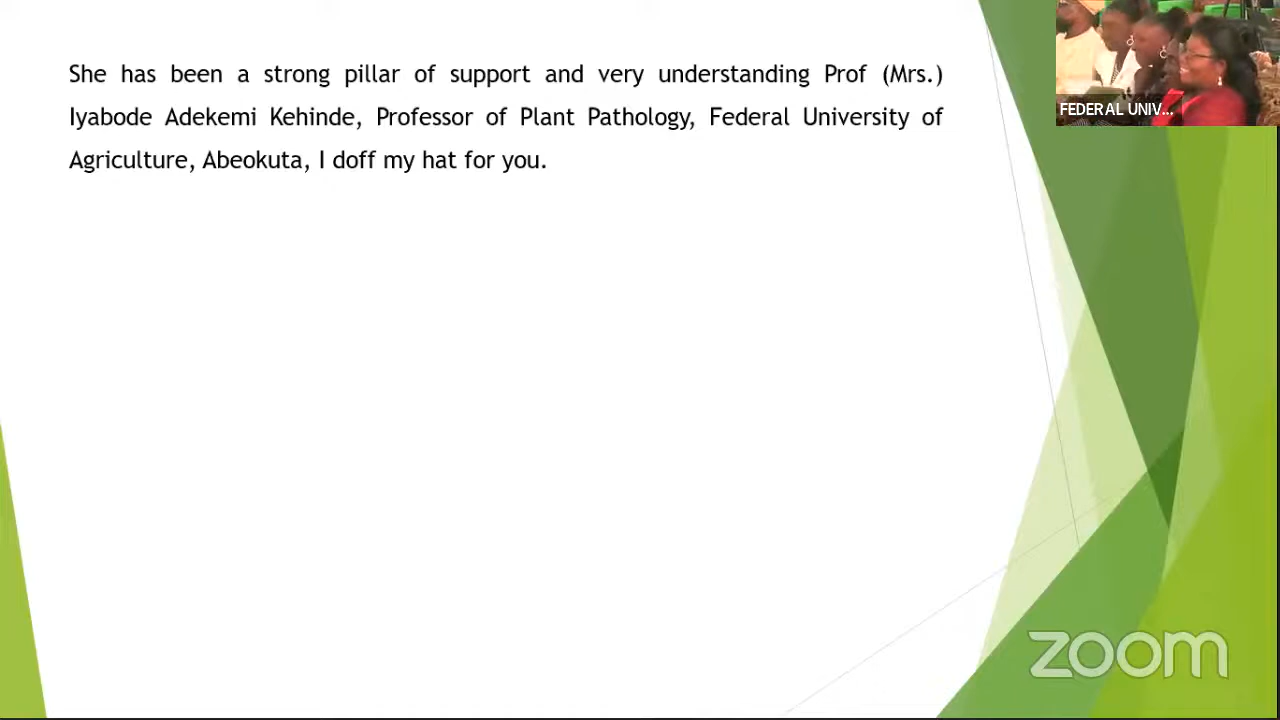 She has been a strong pillar of support and very understanding Prof (Mrs.)
Iyabode Adekemi Kehinde, Professor of Plant Pathology, Federal University of
Agriculture, Abeokuta, I doff my hat for you.
FEDERAL UNIV...
zoom